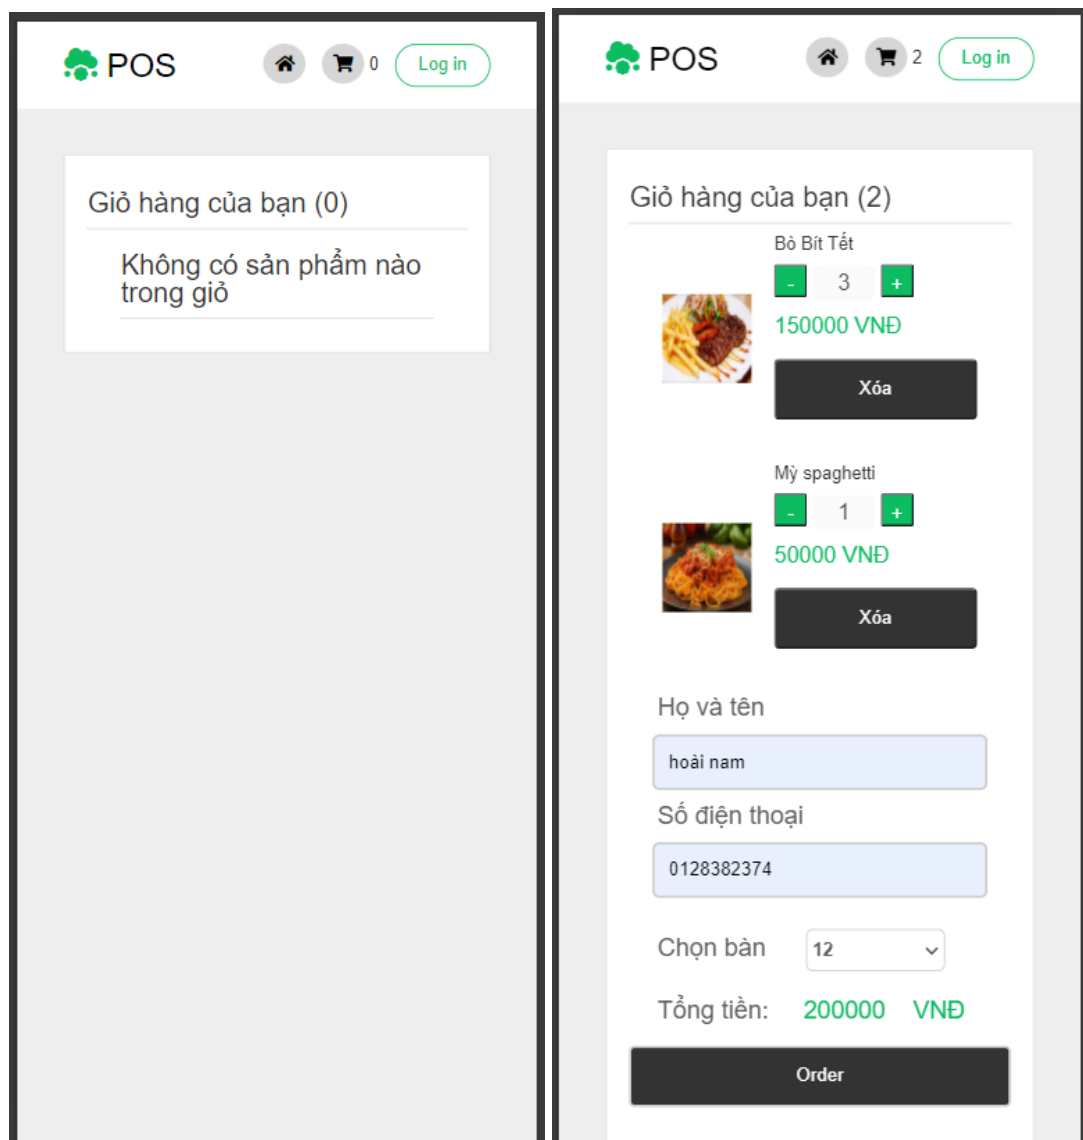 POS
0
Log in
Giỏ hàng của bạn (0)
Không có sản phẩm nào
trong giỏ
POS
2
Log in
Giỏ hàng của bạn (2)
Bò Bít Tết
- 3 +
150000 VNĐ
Xóa
Mỳ spaghetti
- 1 +
50000 VNĐ
Xóa
Họ và tên
hoài nam
Số điện thoại
0128382374
Chọn bàn 12
Tổng tiền: 200000 VNĐ
Order